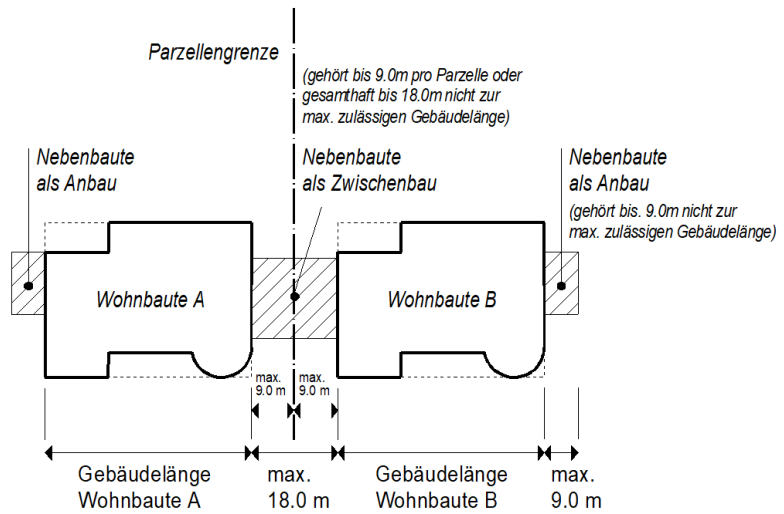 Parzellengrenze
(gehört bis 9.0m pro Parzelle oder
gesamthaft bis 18.0m nicht zur
max. zulässigen Gebäudelänge)
Nebenbaute
als Anbau
Nebenbaute
als Zwischenbau
Nebenbaute
als Anbau
(gehört bis. 9.0m nicht zur
max. zulässigen Gebäudelänge)
Wohnbaute A
Wohnbaute B
max.
9.0 m
max.
9.0 m
Gebäudelänge
Wohnbaute A
max.
18.0 m
Gebäudelänge
Wohnbaute B
max.
9.0 m